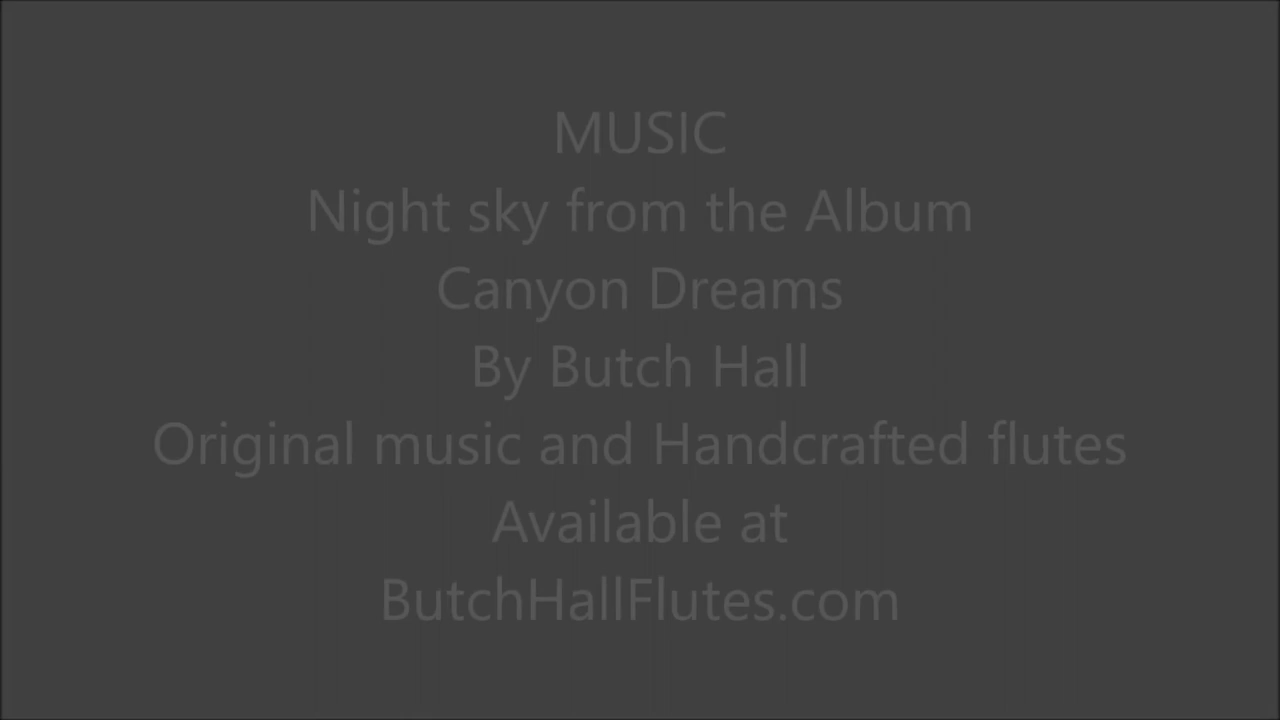 MUSIC
Night sky from the Album
Canyon Dreams
By Butch Hall
Original music and Handcrafted flutes
Available at
ButchHallFlutes.com